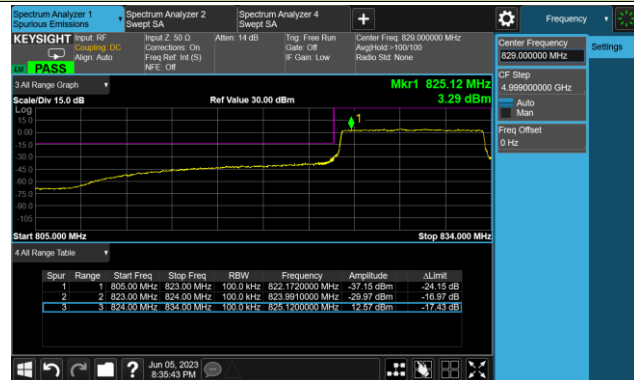 Spectrum Analyzer 1
Spurious Emissions
Spectrum Analyzer 2
Swept SA
Spectrum Analyzer 4
Swept SA
Frequency
KEYSIGHT
Input: RF
Coupling: DC
Align: Auto
Input Z: 50 Ω
Corrections: On
Freq Ref: Int (S)
NFE: Off
Atten: 14 dB
Trig: Free Run
Gate: Off
IF Gain: Low
Center Freq: 829.000000 MHz
Avg|Hold:>100/100
Radio Std: None
PASS
Center Frequency
829.000000 MHz
Settings
CF Step
4.999000000 GHz
Auto
Man
Freq Offset
0 Hz
3 All Range Graph
Mkr1 825.12 MHz
3.29 dBm
Scale/Div 15.0 dB
Ref Value 30.00 dBm
Log
15.0
0.00
-15.0
-30.0
-45.0
-60.0
-75.0
-90.0
-105
1
Start 805.000 MHz
Stop 834.000 MHz
4 All Range Table
Spur Range Start Freq Stop Freq RBW Frequency Amplitude ΔLimit
1 1 805.00 MHz 823.00 MHz 100.0 kHz 822.1720000 MHz -37.15 dBm -24.15 dB
2 2 823.00 MHz 824.00 MHz 100.0 kHz 823.9910000 MHz -29.97 dBm -16.97 dB
3 3 824.00 MHz 834.00 MHz 100.0 kHz 825.1200000 MHz 12.57 dBm -17.43 dB
?
Jun 05, 2023
8:35:43 PM